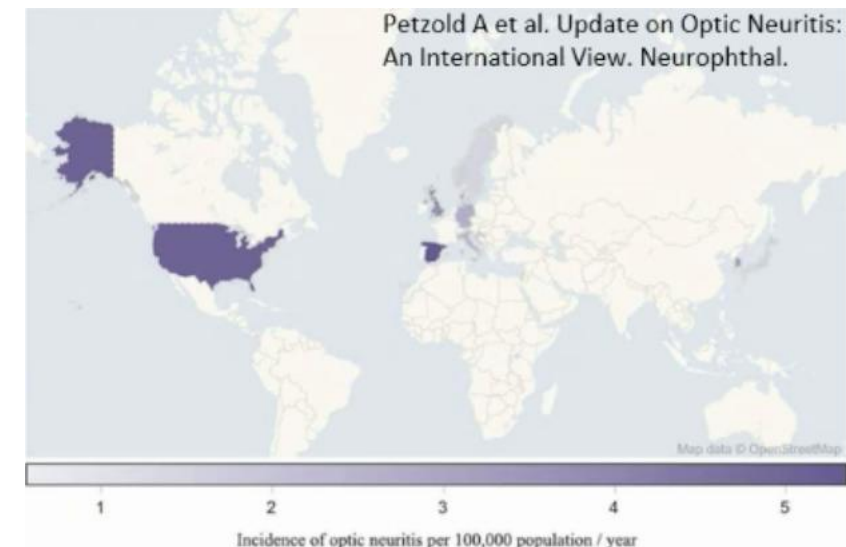 Petzold A et al. Update on Optic Neuritis:
An International View. Neurophthal.
Map data © OpenStreetMap
1 2 3 4 5
Incidence of optic neuritis per 100,000 population / year